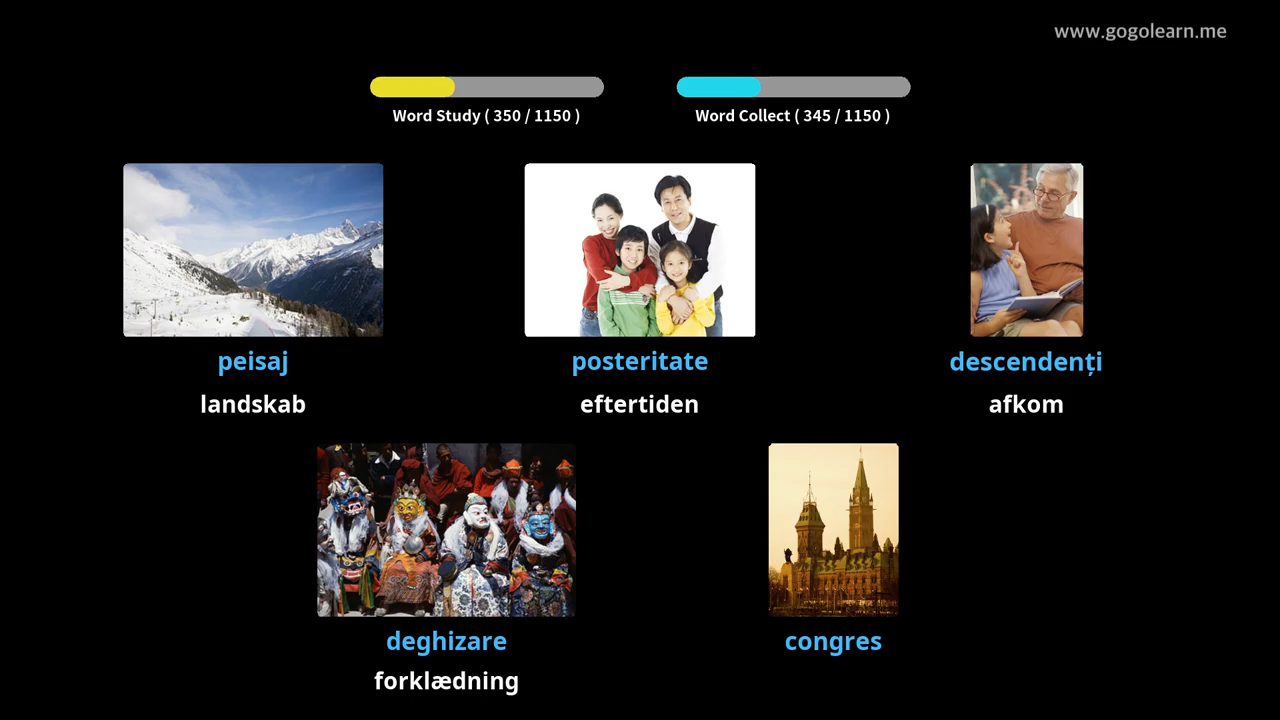 www.gogolearn.me
Word Study ( 350 / 1150 )
Word Collect ( 345 / 1150 )
peisaj
posteritate
descendenți
landskab
eftertiden
afkom
deghizare
congres
forklædning